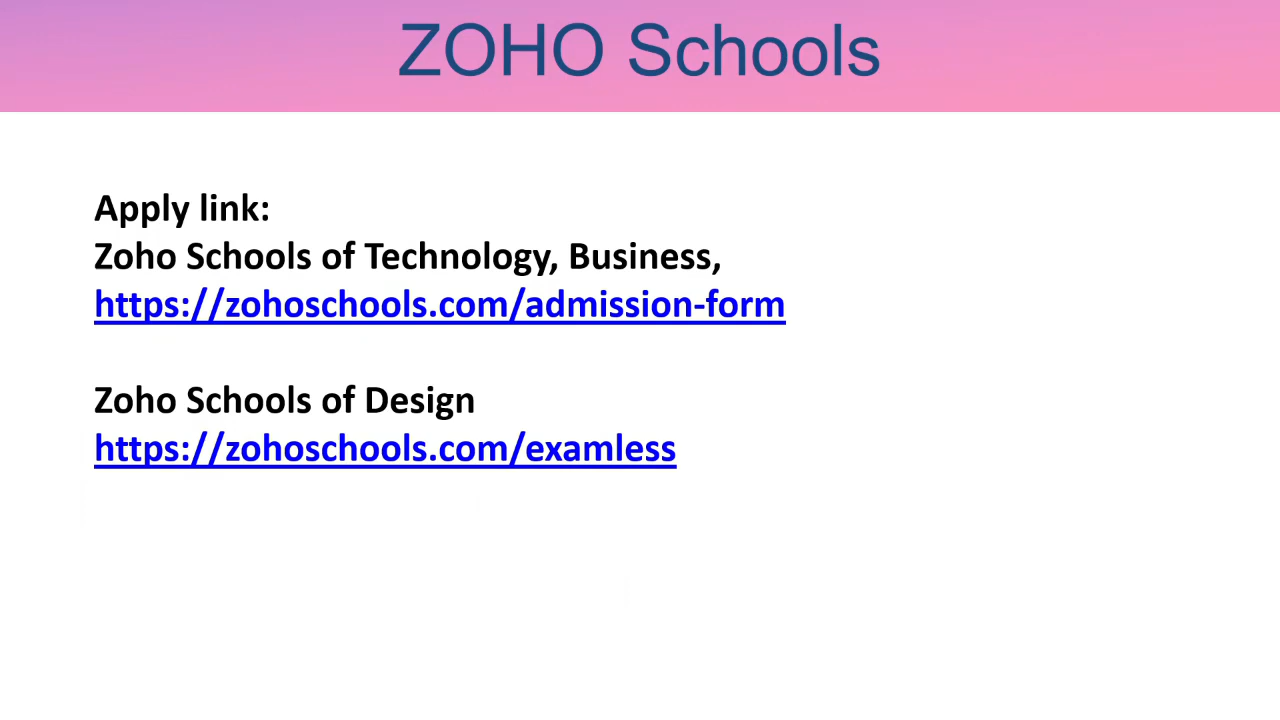 ZOHO Schools
Apply link:
Zoho Schools of Technology, Business,
https://zohoschools.com/admission-form
Zoho Schools of Design
https://zohoschools.com/examless